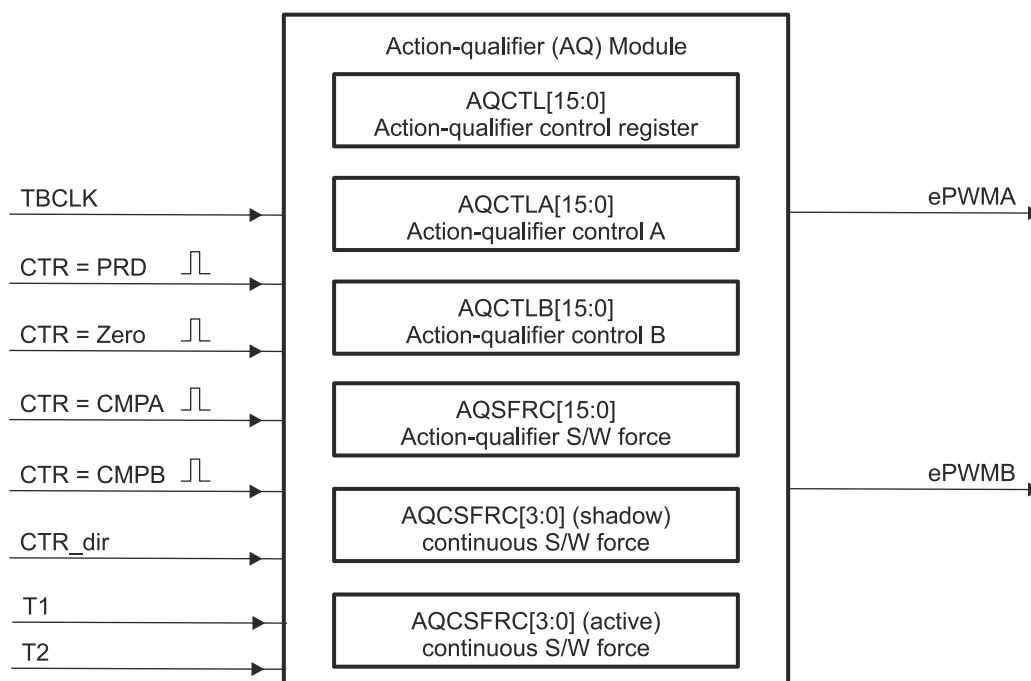 Action-qualifier (AQ) Module
AQCTL[15:0]
Action-qualifier control register
TBCLK
AQCTLA[15:0]
Action-qualifier control A
ePWMA
CTR = PRD
CTR = Zero
AQCTLB[15:0]
Action-qualifier control B
CTR = CMPA
AQSFRC[15:0]
Action-qualifier S/W force
CTR = CMPB
ePWMB
AQCSFRC[3:0] (shadow)
continuous S/W force
CTR_dir
T1
AQCSFRC[3:0] (active)
continuous S/W force
T2